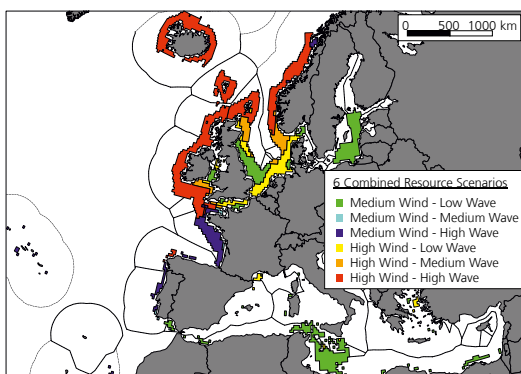 0 500 1000 km
6 Combined Resource Scenarios
Medium Wind - Low Wave
Medium Wind - Medium Wave
Medium Wind - High Wave
High Wind - Low Wave
High Wind - Medium Wave
High Wind - High Wave